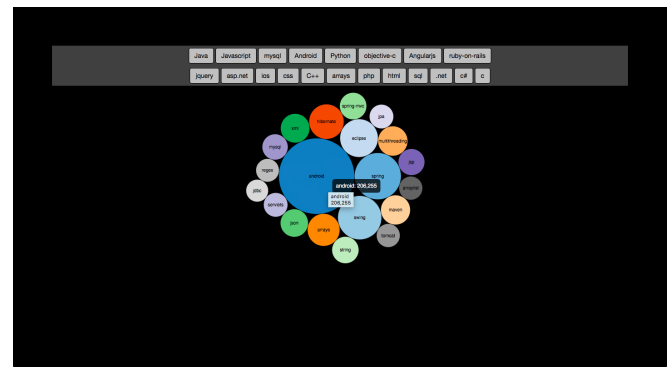 Java Javascript mysql Android Python objective-c Angularjs ruby-on-rails
jquery asp.net ios css C++ arrays php html sql .net c# c
spring-mvc
jpa
hibernate
xml
eclipse
multithreading
mysql
jsp
regex
android
spring
android: 206,255
jdbc
android
206,255
servlets
maven
swing
json
arrays
tomcat
string